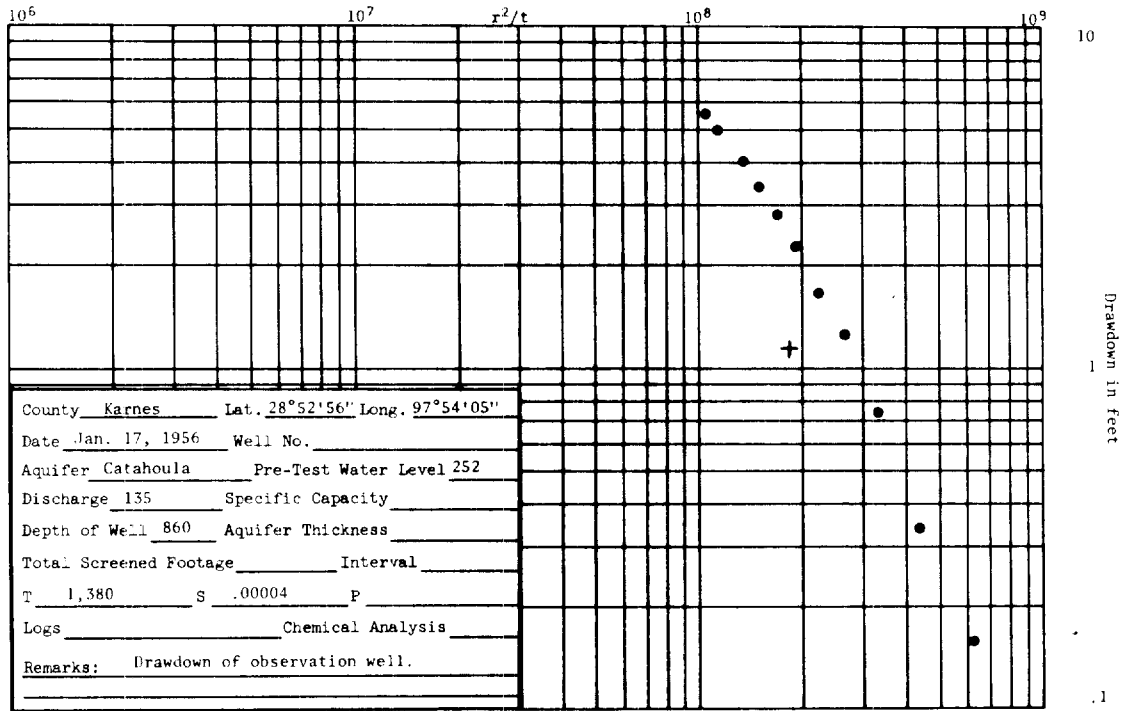 10⁶ 10⁷ r²/t 10⁸ 10⁹
10
1
Drawdown in feet
.1
County Karnes Lat. 28°52'56" Long. 97°54'05"
Date Jan. 17, 1956 Well No.
Aquifer Catahoula Pre-Test Water Level 252
Discharge 135 Specific Capacity
Depth of Well 860 Aquifer Thickness
Total Screened Footage Interval
T 1,380 S .00004 P
Logs Chemical Analysis
Remarks: Drawdown of observation well.